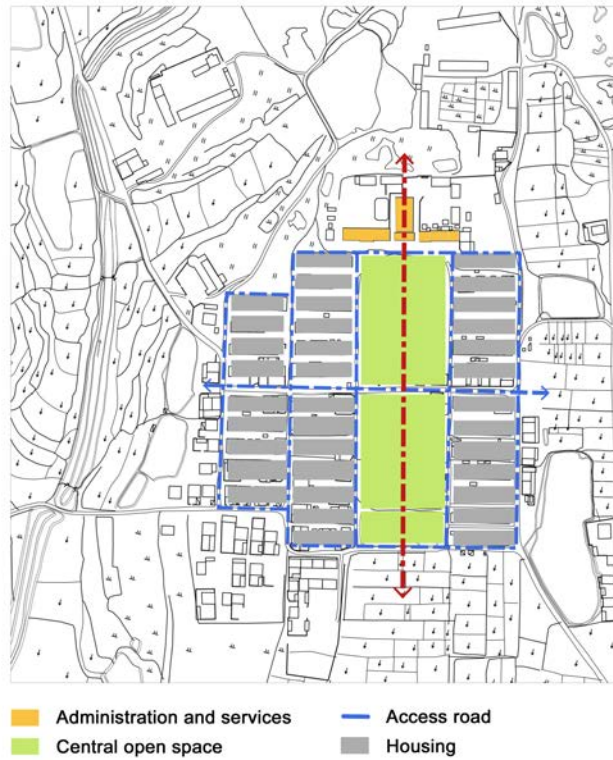 Administration and services
Access road
Central open space
Housing